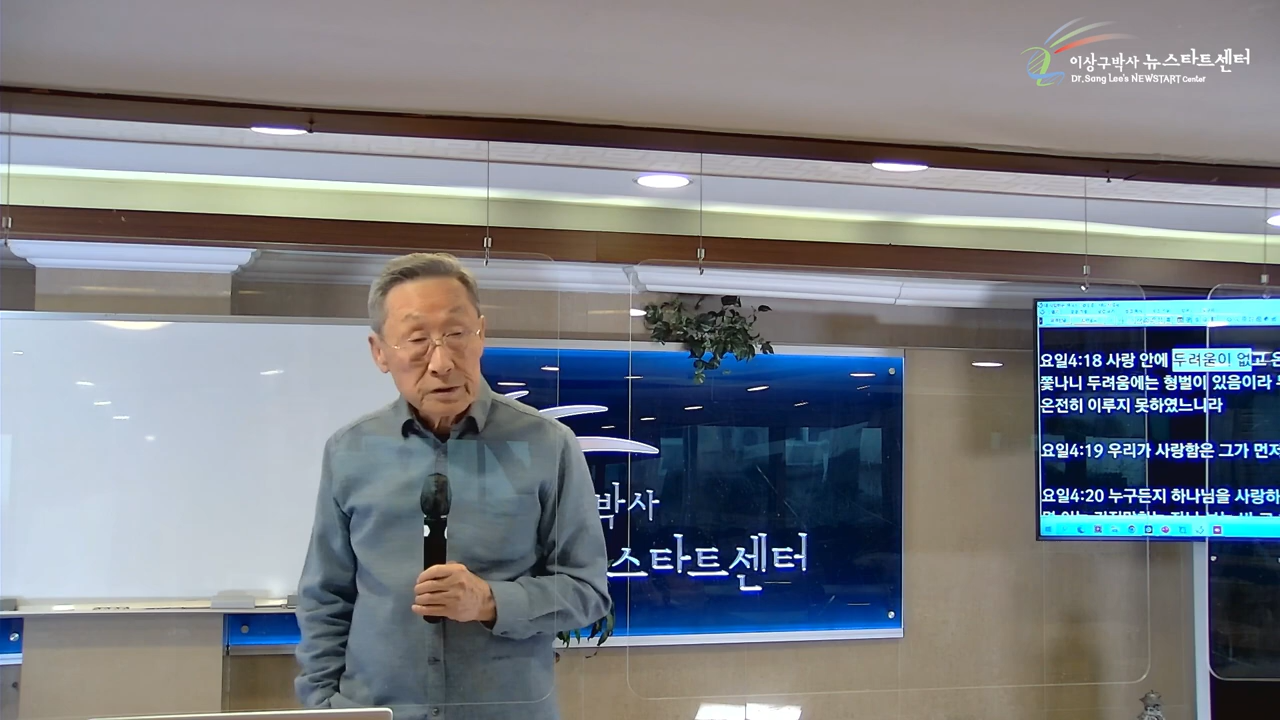 이상구박사 뉴스타트센터
Dr. Sang Lee's NEWSTART Center
요일4:18 사랑 안에 두려움이 없고 온
쫓나니 두려움에는 형벌이 있음이라
온전히 이루지 못하였느니라
요일4:19 우리가 사랑함은 그가 먼저
요일4:20 누구든지 하나님을 사랑하
박사
스타트센터